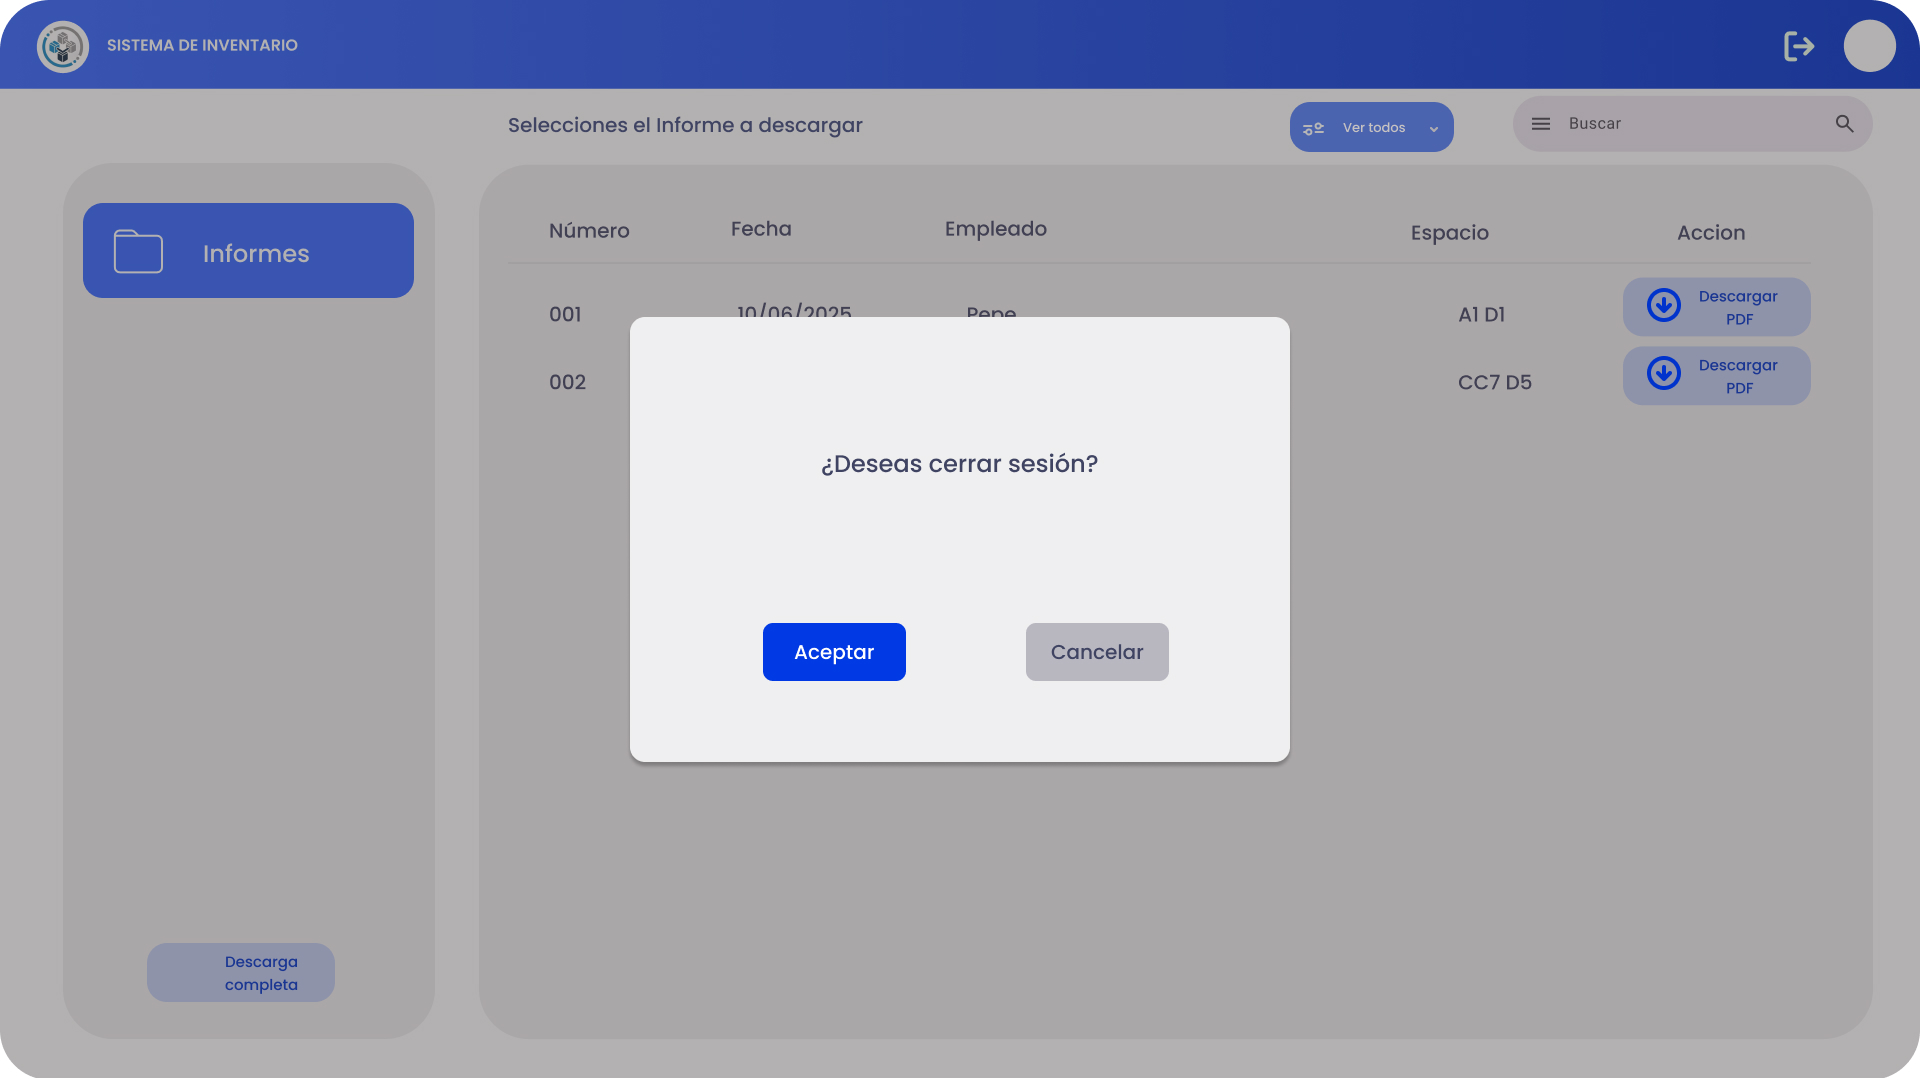 SISTEMA DE INVENTARIO
Selecciones el Informe a descargar
Ver todos
Buscar
Informes
Número
Fecha
Empleado
Espacio
Accion
001
10/06/2025
Pepe
A1 D1
Descargar
PDF
002
CC7 D5
Descargar
PDF
¿Deseas cerrar sesión?
Aceptar
Cancelar
Descarga
completa